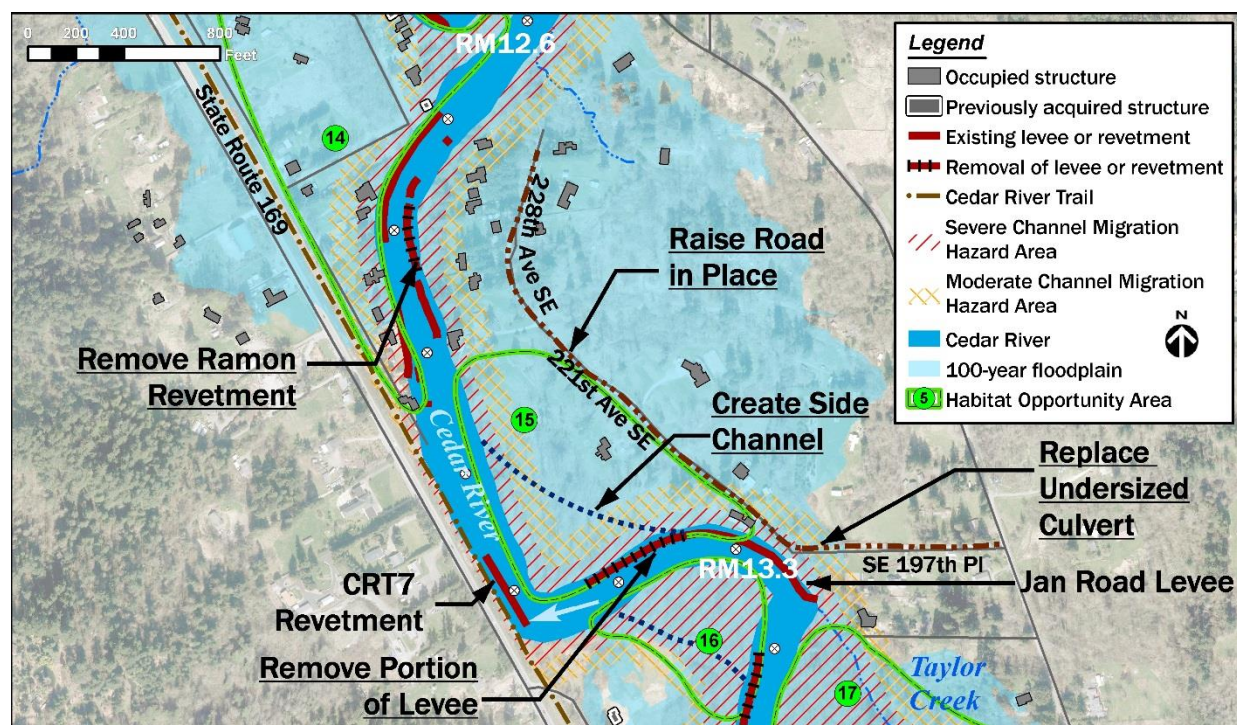 0 200 400 800
Feet
RM12.6
State Route 169
14
228th Ave SE
Raise Road
in Place
Remove Ramon
Revetment
221st Ave SE
15
Create Side
Channel
Cedar River
Replace
Undersized
Culvert
RM13.3
SE 197th Pl
CRT7
Revetment
Jan Road Levee
Remove Portion
of Levee
16
17
Taylor
Creek
Legend
Occupied structure
Previously acquired structure
Existing levee or revetment
Removal of levee or revetment
Cedar River Trail
Severe Channel Migration
Hazard Area
Moderate Channel Migration
Hazard Area
N
Cedar River
100-year floodplain
5 Habitat Opportunity Area